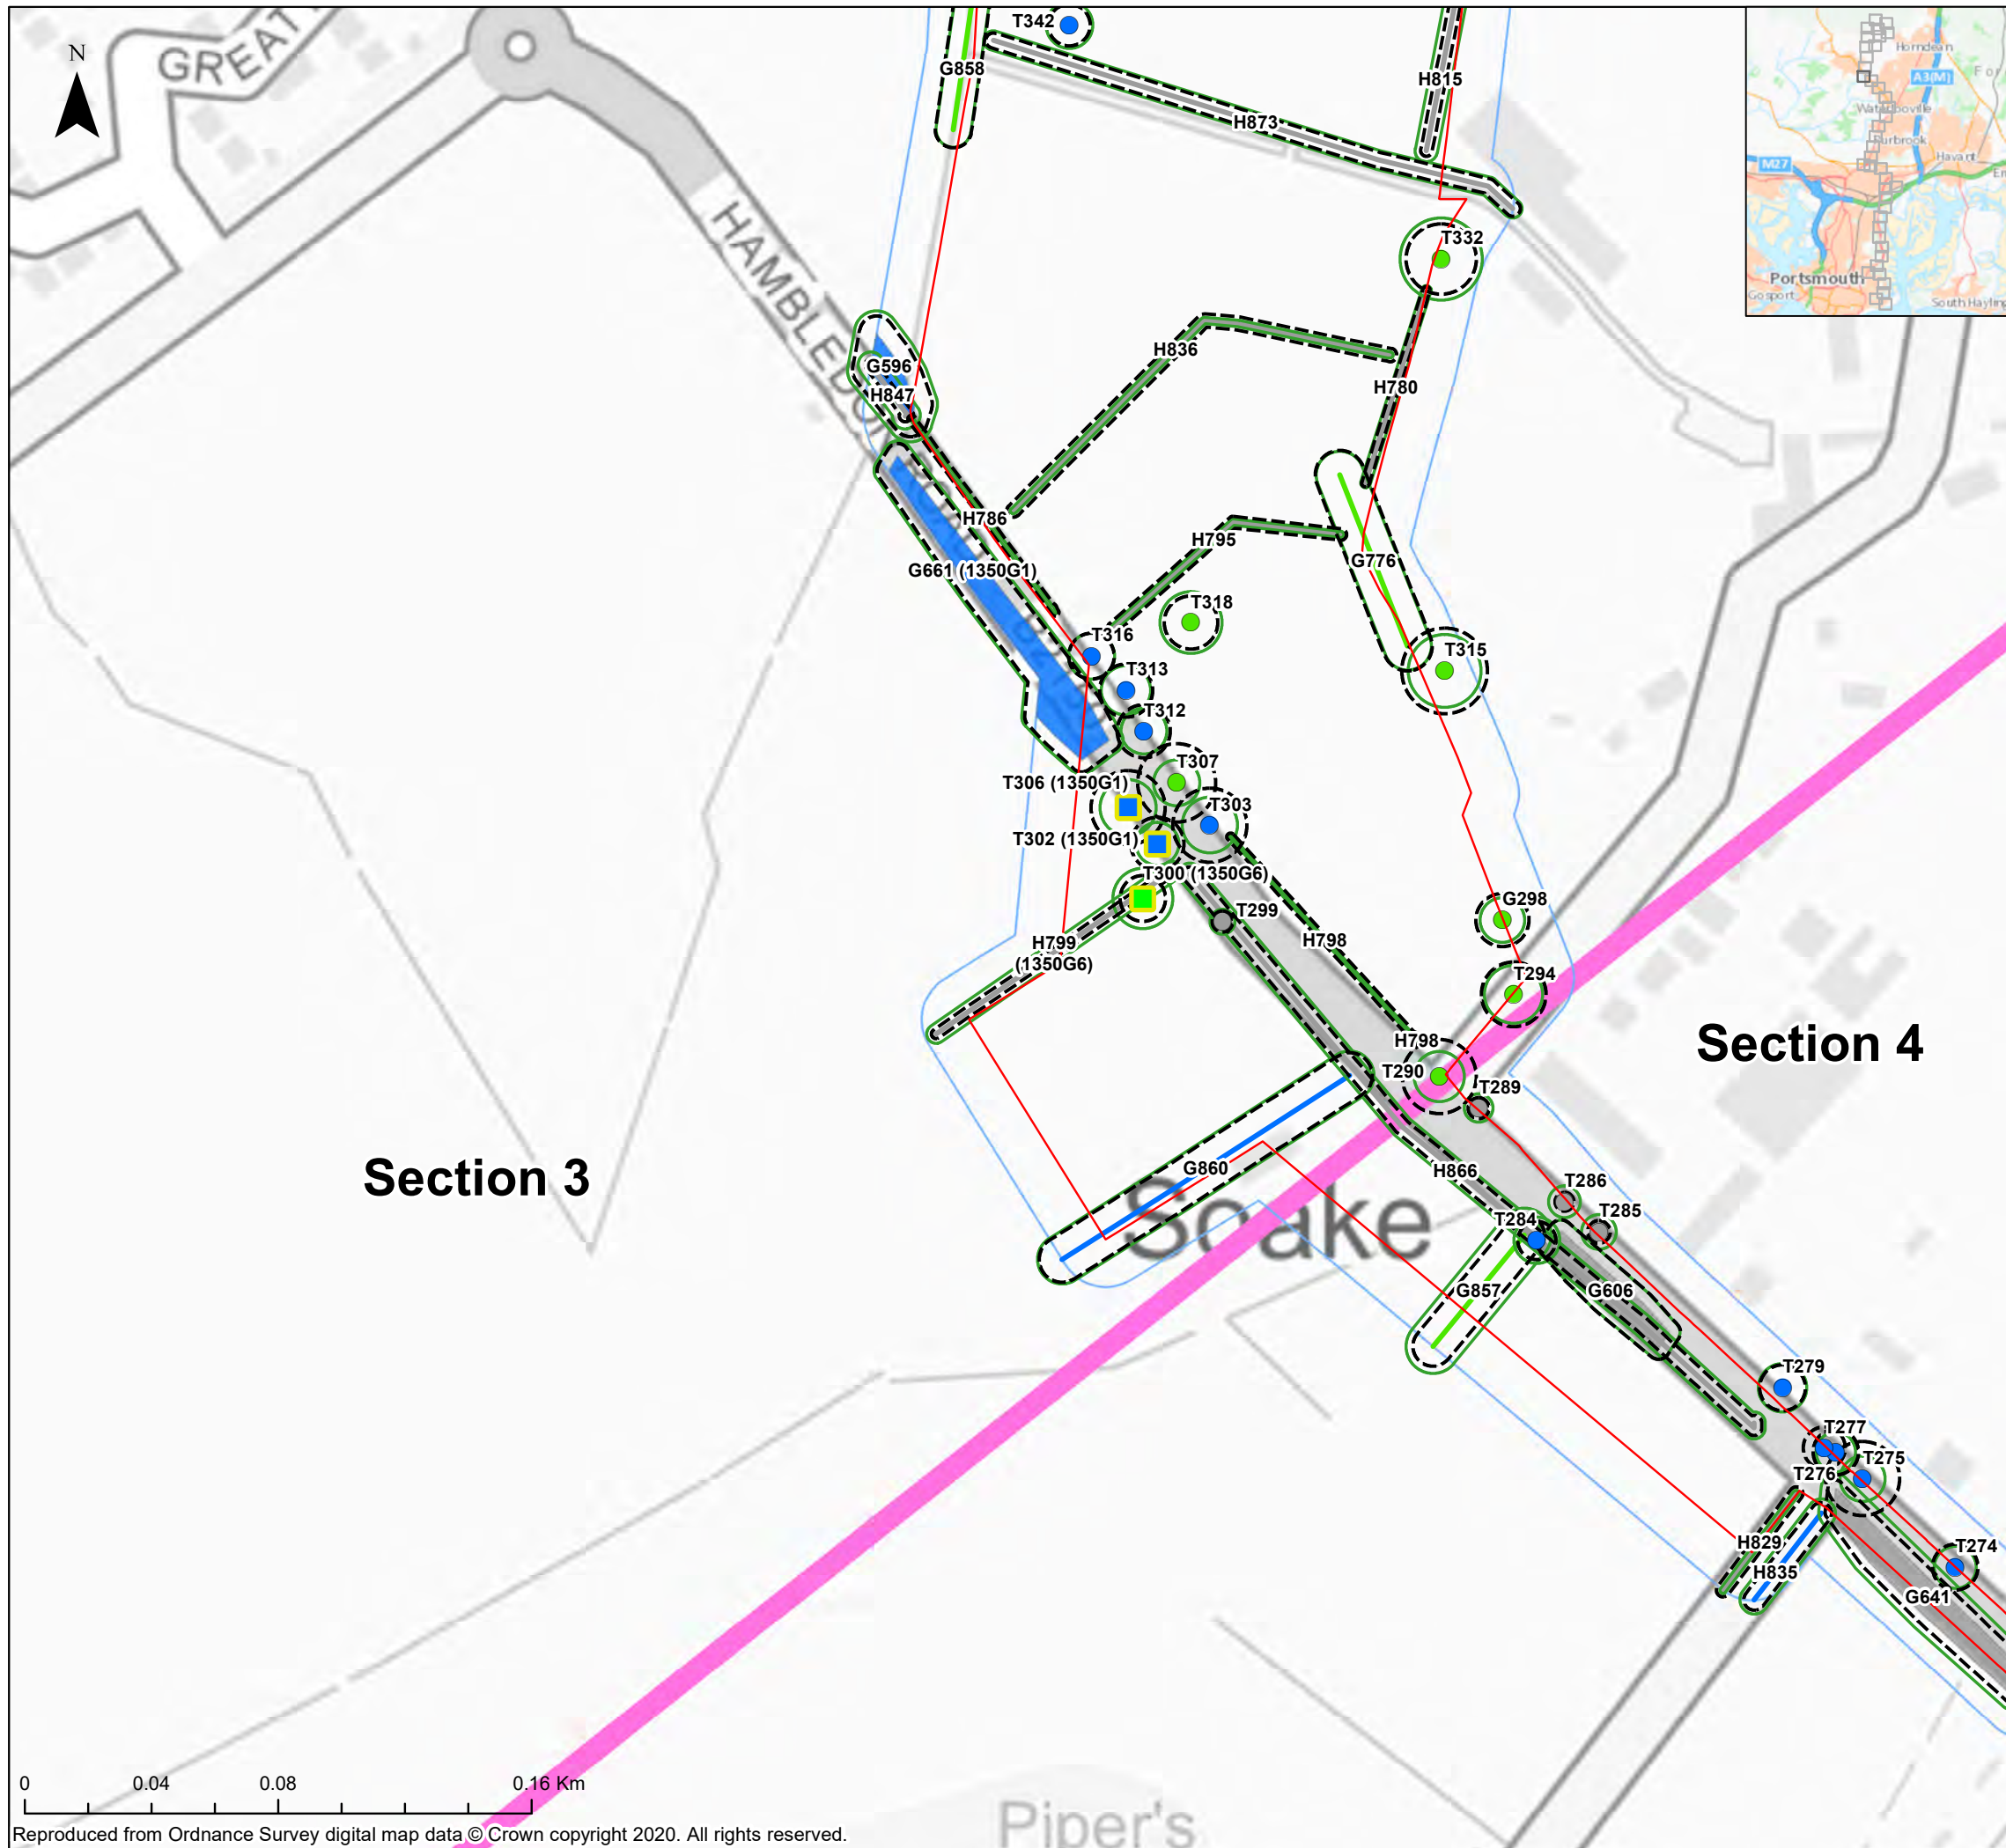 N
GREAT
T342
G858
H815
H873
Horndean
A3(M)
Waterlooville
Purbrook
Havant
M27
Portsmouth
Gosport
South Hayling
HAMBLEDON ROAD
T332
H836
G596
H847
H780
H786
H795
G661 (1350G1)
G776
T318
T316
T315
T313
T312
T307
T306 (1350G1)
T303
T302 (1350G1)
T300 (1350G6)
T299
G298
H798
H799
(1350G6)
T294
Section 4
H798
T290
T289
Section 3
G860
H866
Soake
T286
T285
T284
G857
G606
T279
T277
T275
T276
H829
T274
H835
G641
0
0.04
0.08
0.16 Km
Piper's
Reproduced from Ordnance Survey digital map data © Crown copyright 2020. All rights reserved.